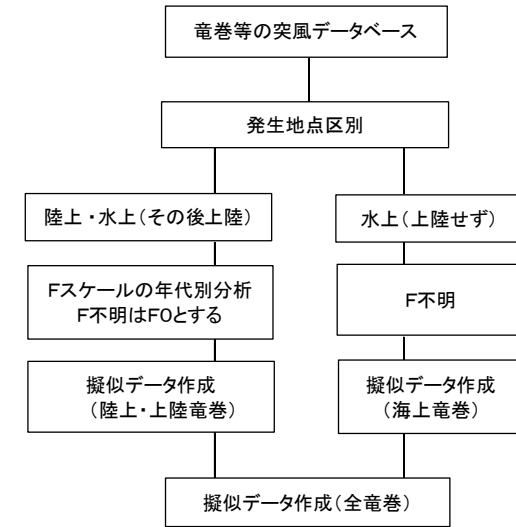 竜巻等の突風データベース
発生地点区別
陸上・水上（その後上陸）
水上（上陸せず）
Fスケールの年代別分析
F不明はF0とする
F不明
擬似データ作成
（陸上・上陸竜巻）
擬似データ作成
（海上竜巻）
擬似データ作成（全竜巻）